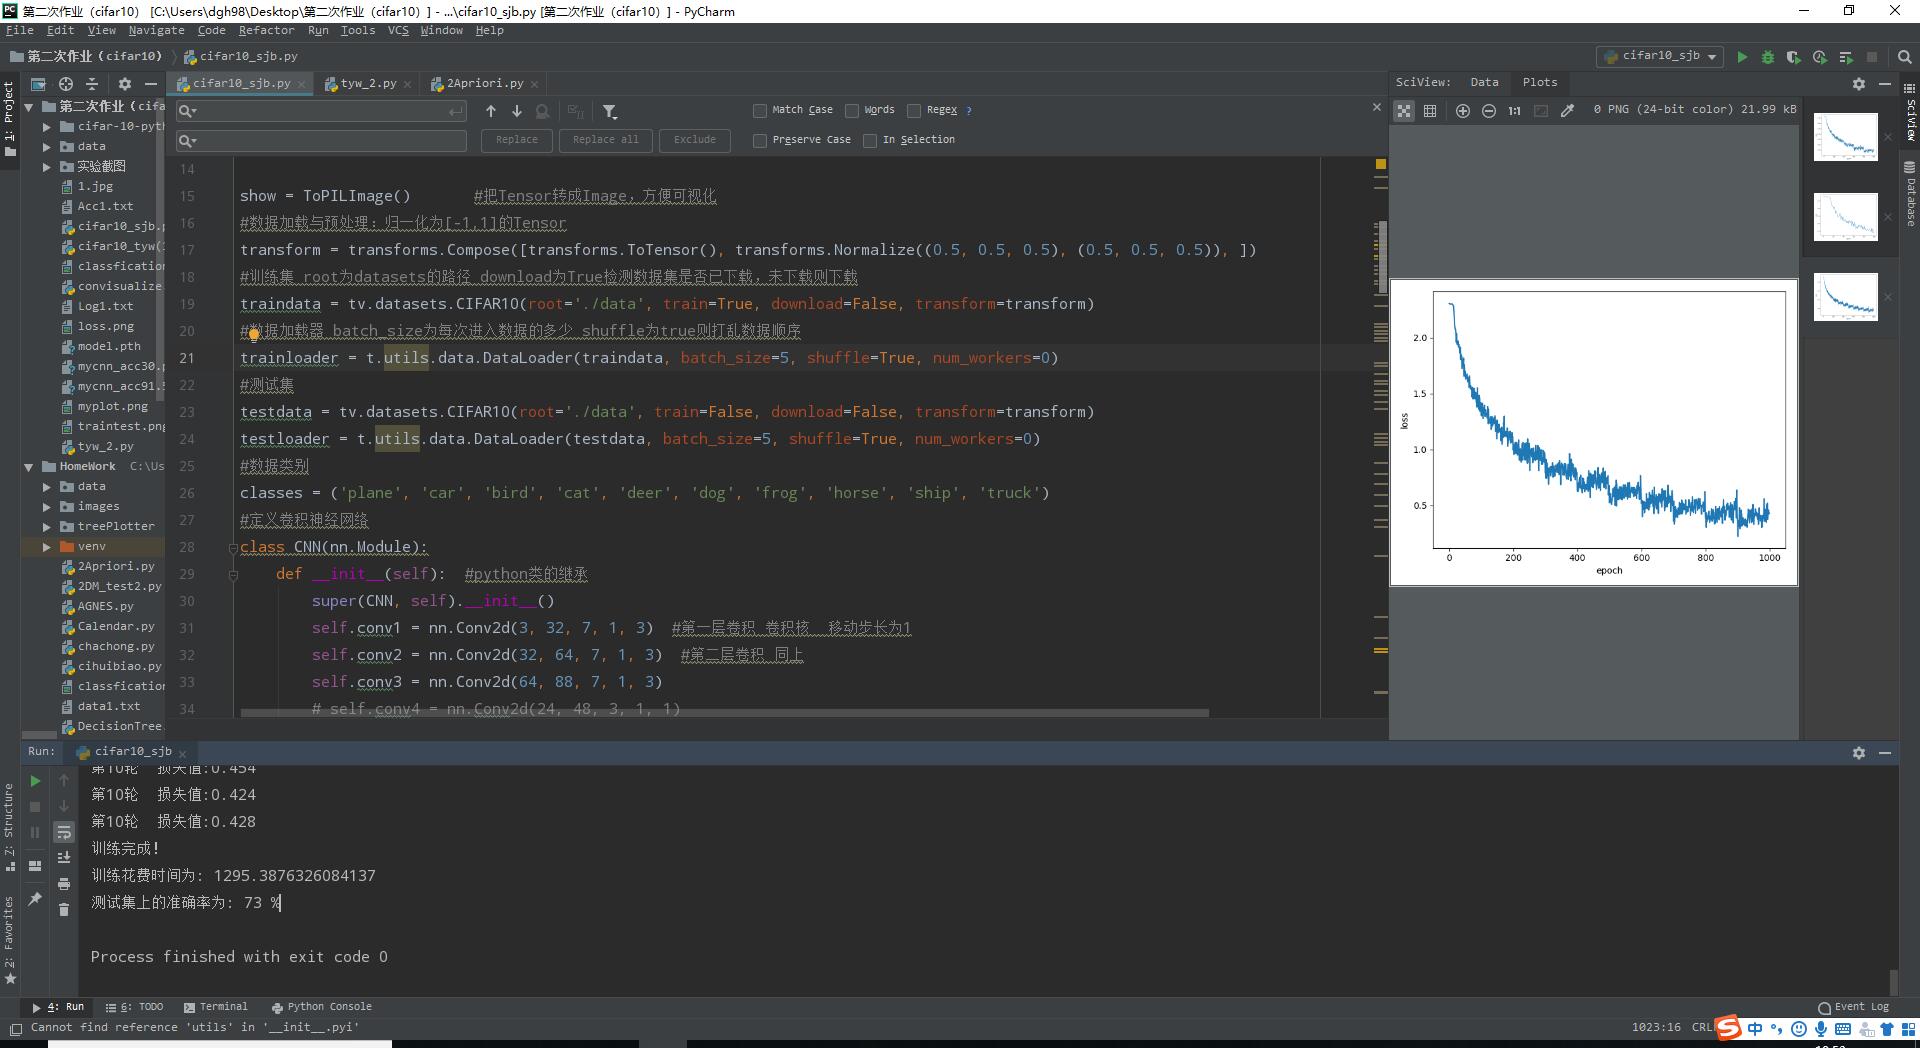 第二次作业（cifar10） [C:\Users\dgh98\Desktop\第二次作业（cifar10）] - ...\cifar10_sjb.py [第二次作业（cifar10）] - PyCharm
File Edit View Navigate Code Refactor Run Tools VCS Window Help
第二次作业（cifar10） cifar10_sjb.py
cifar10_sjb
1: Project
cifar10_sjb.py
tyw_2.py
2Apriori.py
SciView: Data Plots
Match Case Words Regex ?
Replace Replace all Exclude Preserve Case In Selection
1:1 0 PNG (24-bit color) 21.99 kB
SciView
Database
第二次作业（cifa
cifar-10-pyth
data
实验截图
1.jpg
Acc1.txt
cifar10_sjb.p
cifar10_tyw(1
classfication
convisualize.
Log1.txt
loss.png
model.pth
mycnn_acc30.p
mycnn_acc91.5
myplot.png
traintest.png
tyw_2.py
HomeWork C:\Us
data
images
treePlotter
venv
2Apriori.py
2DM_test2.py
AGNES.py
Calendar.py
chachong.py
cihuibiao.py
classfication
data1.txt
DecisionTree.
14
15 show = ToPILImage() #把Tensor转成Image，方便可视化
16 #数据加载与预处理：归一化为[-1,1]的Tensor
17 transform = transforms.Compose([transforms.ToTensor(), transforms.Normalize((0.5, 0.5, 0.5), (0.5, 0.5, 0.5)), ])
18 #训练集 root为datasets的路径 download为True检测数据集是否已下载，未下载则下载
19 traindata = tv.datasets.CIFAR10(root='./data', train=True, download=False, transform=transform)
20 #数据加载器 batch_size为每次进入数据的多少 shuffle为true则打乱数据顺序
21 trainloader = t.utils.data.DataLoader(traindata, batch_size=5, shuffle=True, num_workers=0)
22 #测试集
23 testdata = tv.datasets.CIFAR10(root='./data', train=False, download=False, transform=transform)
24 testloader = t.utils.data.DataLoader(testdata, batch_size=5, shuffle=True, num_workers=0)
25 #数据类别
26 classes = ('plane', 'car', 'bird', 'cat', 'deer', 'dog', 'frog', 'horse', 'ship', 'truck')
27 #定义卷积神经网络
28 class CNN(nn.Module):
29 def __init__(self): #python类的继承
30 super(CNN, self).__init__()
31 self.conv1 = nn.Conv2d(3, 32, 7, 1, 3) #第一层卷积 卷积核 移动步长为1
32 self.conv2 = nn.Conv2d(32, 64, 7, 1, 3) #第二层卷积 同上
33 self.conv3 = nn.Conv2d(64, 88, 7, 1, 3)
34 # self.conv4 = nn.Conv2d(24, 48, 3, 1, 1)
2.0
1.5
1.0
0.5
loss
0 200 400 600 800 1000
epoch
Run: cifar10_sjb
第10轮 损失值:0.454
第10轮 损失值:0.424
第10轮 损失值:0.428
训练完成！
训练花费时间为: 1295.3876326084137
测试集上的准确率为: 73 %
Process finished with exit code 0
Z: Structure
2: Favorites
4: Run 6: TODO Terminal Python Console Event Log
Cannot find reference 'utils' in '__init__.pyi' 1023:16 CRL
中